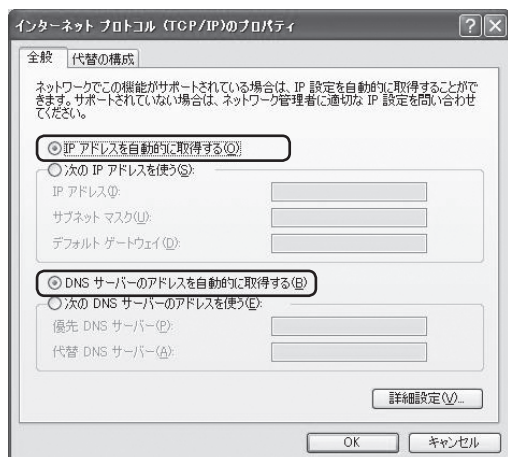 インターネット プロトコル (TCP/IP)のプロパティ
全般
代替の構成
ネットワークでこの機能がサポートされている場合は、IP 設定を自動的に取得することがで
きます。サポートされていない場合は、ネットワーク管理者に適切な IP 設定を問い合わせ
てください。
IP アドレスを自動的に取得する(O)
次の IP アドレスを使う(S):
IP アドレス(I):
サブネット マスク(U):
デフォルト ゲートウェイ(D):
DNS サーバーのアドレスを自動的に取得する(B)
次の DNS サーバーのアドレスを使う(E):
優先 DNS サーバー(P):
代替 DNS サーバー(A):
詳細設定(V)...
OK
キャンセル